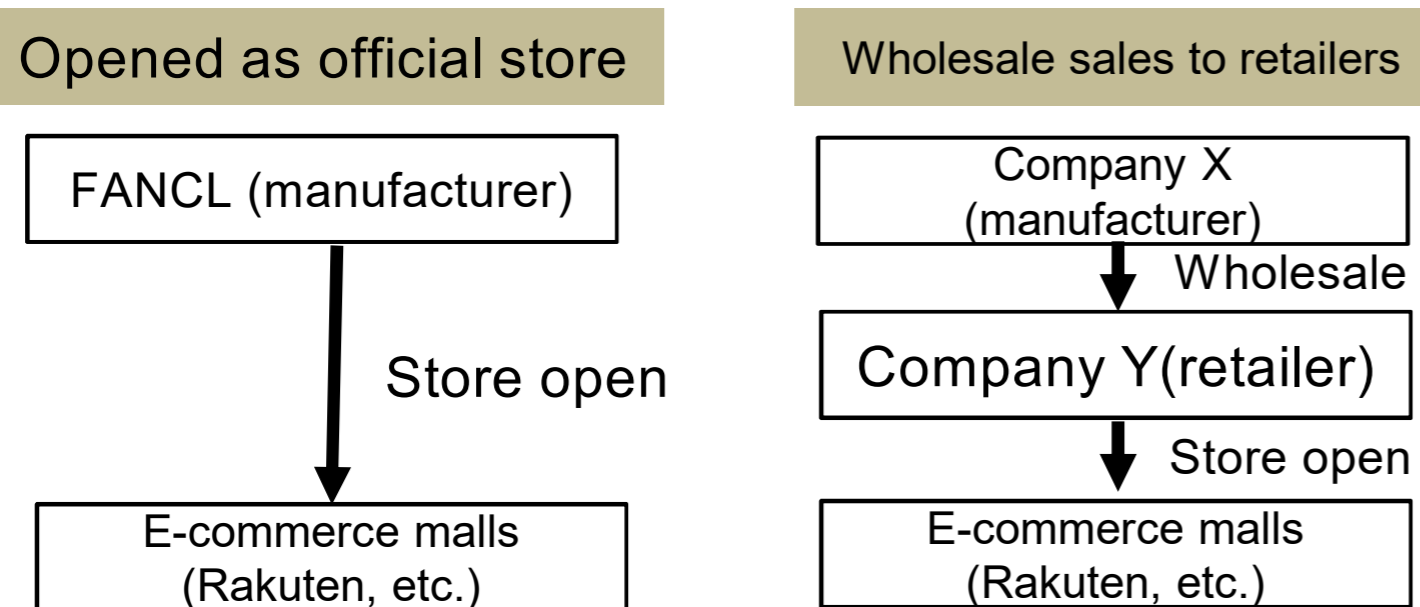 Opened as official store
FANCL (manufacturer)
Store open
E-commerce malls
(Rakuten, etc.)
Wholesale sales to retailers
Company X
(manufacturer)
Wholesale
Company Y(retailer)
Store open
E-commerce malls
(Rakuten, etc.)